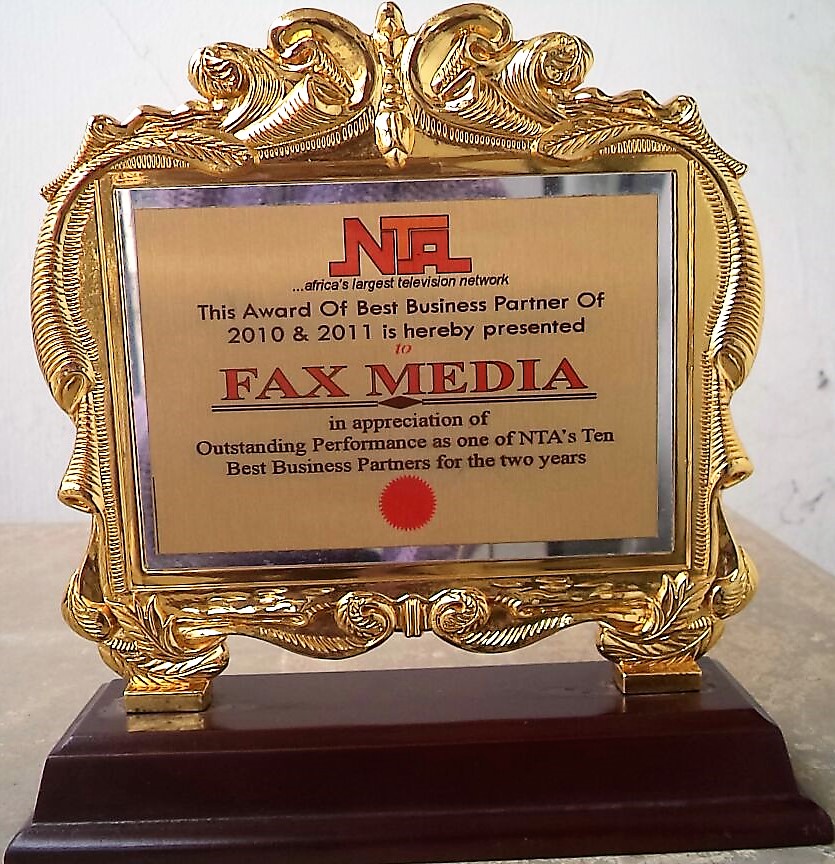 NTA
...africa's largest television network
This Award Of Best Business Partner Of
2010 & 2011 is hereby presented
to
FAX MEDIA
in appreciation of
Outstanding Performance as one of NTA's Ten
Best Business Partners for the two years